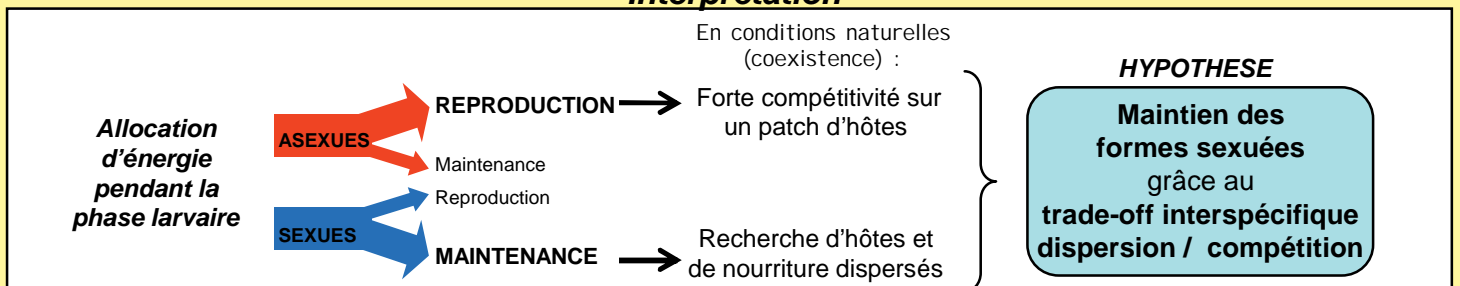 Interprétation
Allocation
d'énergie
pendant la
phase larvaire
ASEXUES
REPRODUCTION
Maintenance
SEXUES
Reproduction
MAINTENANCE
En conditions naturelles
(coexistence) :
Forte compétitivité sur
un patch d'hôtes
Recherche d'hôtes et
de nourriture dispersés
HYPOTHESE
Maintien des
formes sexuées
grâce au
trade-off interspécifique
dispersion / compétition